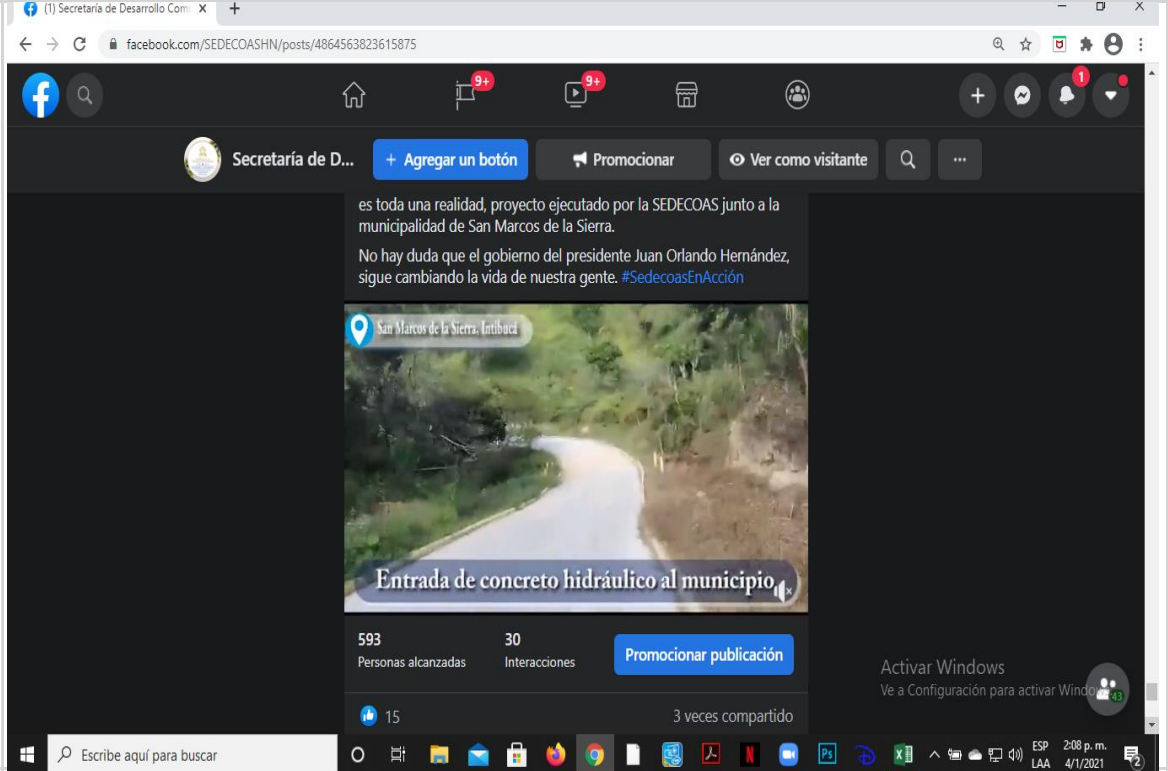 (1) Secretaría de Desarrollo Com
facebook.com/SEDECOASHN/posts/4864563823615875
9+
9+
1
Secretaría de D...
+ Agregar un botón
Promocionar
Ver como visitante
es toda una realidad, proyecto ejecutado por la SEDECOAS junto a la
municipalidad de San Marcos de la Sierra.
No hay duda que el gobierno del presidente Juan Orlando Hernández,
sigue cambiando la vida de nuestra gente. #SedecoasEnAcción
San Marcos de la Sierra. Intibucá
Entrada de concreto hidráulico al municipio
593
Personas alcanzadas
30
Interacciones
Promocionar publicación
Activar Windows
Ve a Configuración para activar Windo
43
15
3 veces compartido
Escribe aquí para buscar
N
Ps
ESP
LAA
2:08 p. m.
4/1/2021
2